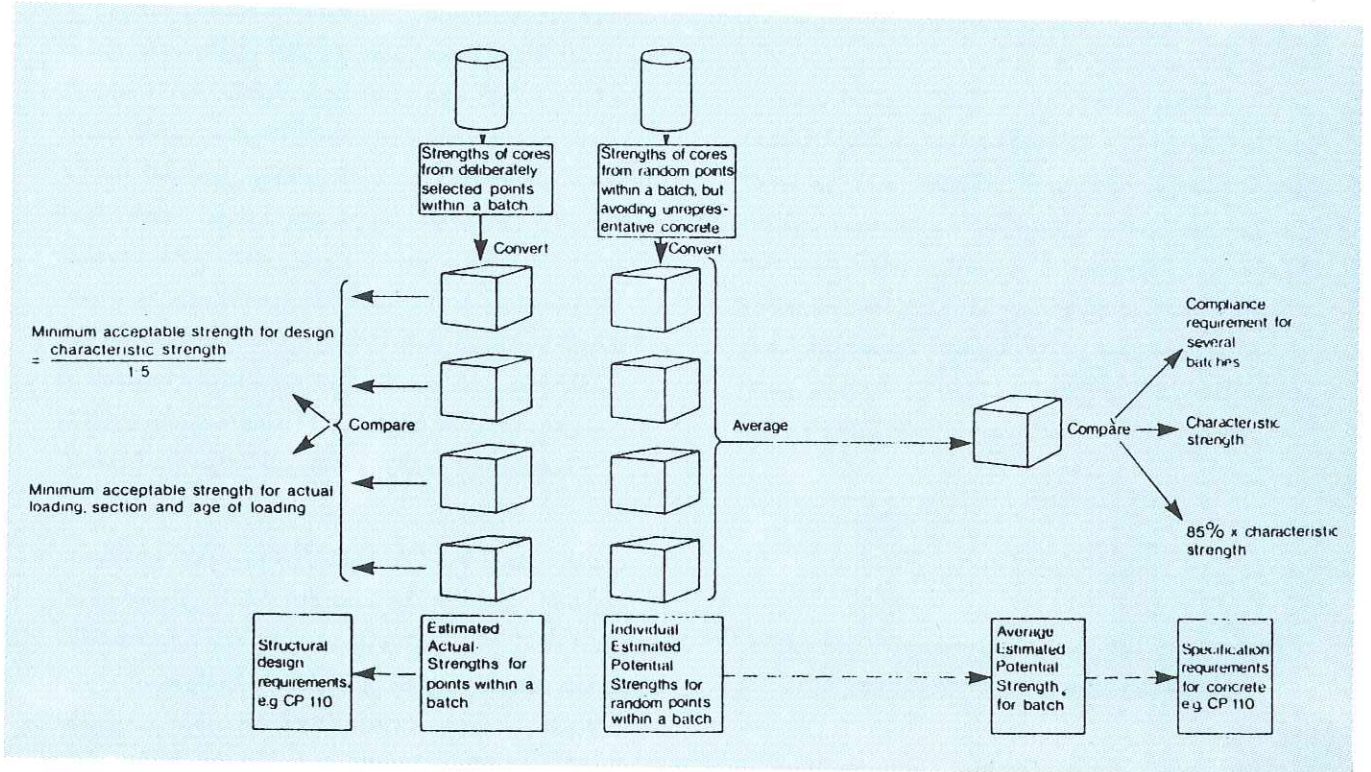 Strengths of cores
from deliberately
selected points
within a batch
Strengths of cores
from random points
within a batch, but
avoiding unrepres-
entative concrete
Convert
Convert
Minimum acceptable strength for design
= characteristic strength
1·5
Compare
Minimum acceptable strength for actual
loading, section and age of loading
Average
Compare
Compliance
requirement for
several
batches
Characteristic
strength
85% x characteristic
strength
Structural
design
requirements,
e.g CP 110
Estimated
Actual
Strengths for
points within a
batch
Individual
Estimated
Potential
Strengths for
random points
within a batch
Average
Estimated
Potential
Strength,
for batch
Specification
requirements
for concrete
e.g. CP 110